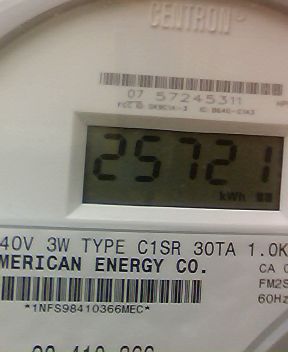 CENTRON®
07 57245311
25721
kWh
40V 3W TYPE C1SR 30TA 1.0K
MERICAN ENERGY CO.
CA
FM2S
60Hz
*1NFS98410366MEC*